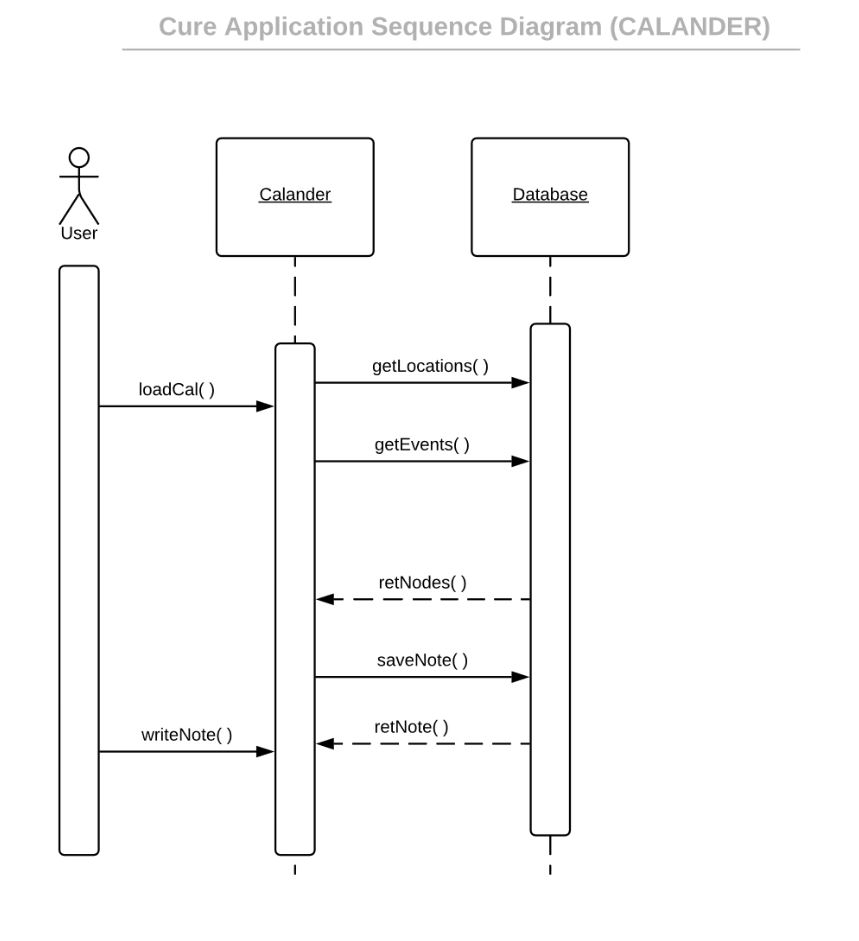 Cure Application Sequence Diagram (CALANDER)
User
Calander
Database
getLocations( )
loadCal( )
getEvents( )
retNodes( )
saveNote( )
retNote( )
writeNote( )